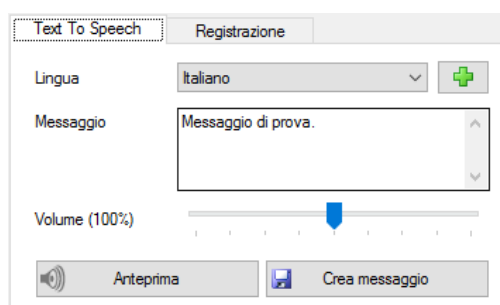 Text To Speech Registrazione
Lingua Italiano
Messaggio Messaggio di prova.
Volume (100%)
Anteprima Crea messaggio